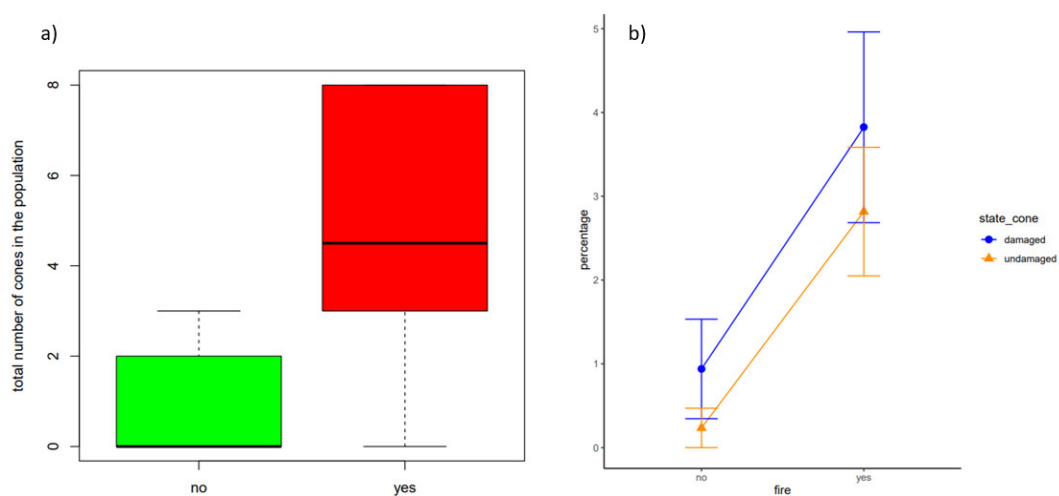 a)
total number of cones in the population
8
6
4
2
0
no
yes
b)
percentage
5
4
3
2
1
0
no
yes
fire
state_cone
damaged
undamaged